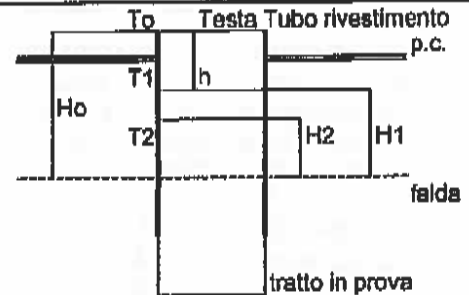 To Testa Tubo rivestimento
p.c.
T1 h
Ho
T2 H2 H1
falda
tratto in prova